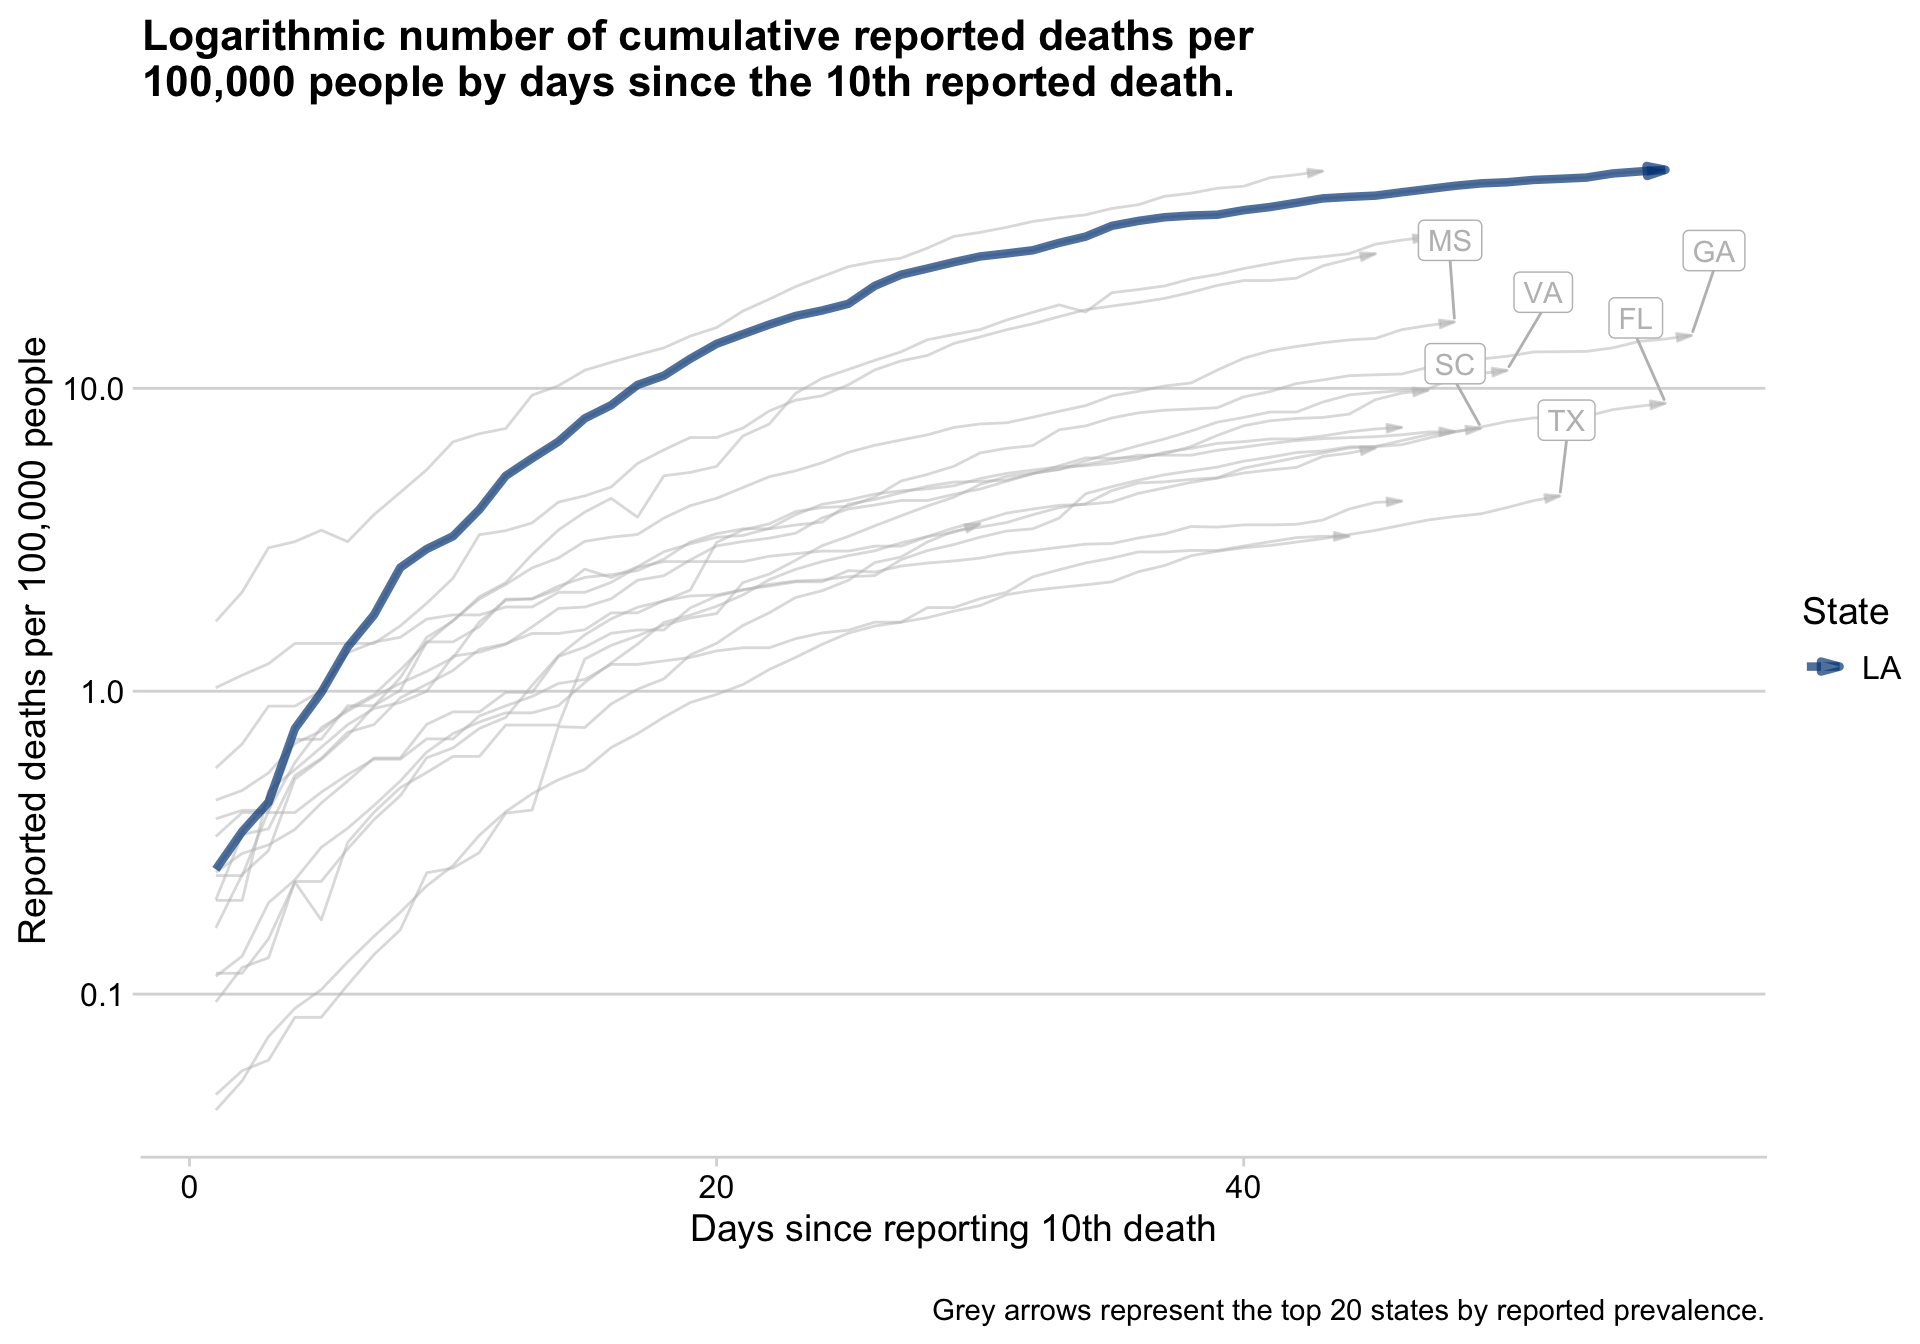 Logarithmic number of cumulative reported deaths per
100,000 people by days since the 10th reported death.
Reported deaths per 100,000 people
10.0
1.0
0.1
MS
GA
VA
FL
SC
TX
State
LA
0
20
40
Days since reporting 10th death
Grey arrows represent the top 20 states by reported prevalence.